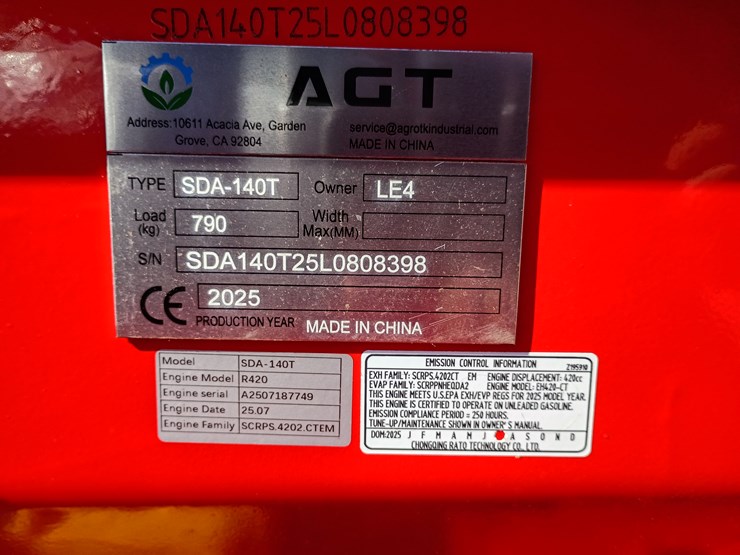 SDA140T25L0808398
AGT
Address:10611 Acacia Ave, Garden
Grove, CA 92804
service@agrotkindustrial.com
MADE IN CHINA
TYPE SDA-140T Owner LE4
Load (kg) 790 Width Max(MM)
S/N SDA140T25L0808398
CE 2025
PRODUCTION YEAR MADE IN CHINA
Model SDA-140T
Engine Model R420
Engine serial A2507187749
Engine Date 25.07
Engine Family SCRPS.4202.CTEM
EMISSION CONTROL INFORMATION
EXH FAMILY: SCRPS.4202CT EM ENGINE DISPLACEMENT: 420cc
EVAP FAMILY: SCRPPNHEQDA2 ENGINE MODEL: EH420-CT
THIS ENGINE MEETS U.S.EPA EXH/EVP REGS FOR 2025 MODEL YEAR.
THIS ENGINE IS CERTIFIED TO OPERATE ON UNLEADED GASOLINE.
EMISSION COMPLIANCE PERIOD = 250 HOURS.
TUNE-UP/MAINTENANCE SHOWN IN OWNER'S MANUAL.
DOM:2025 J F M A M J A S O N D
CHONGQING RATO TECHNOLOGY CO. LTD.